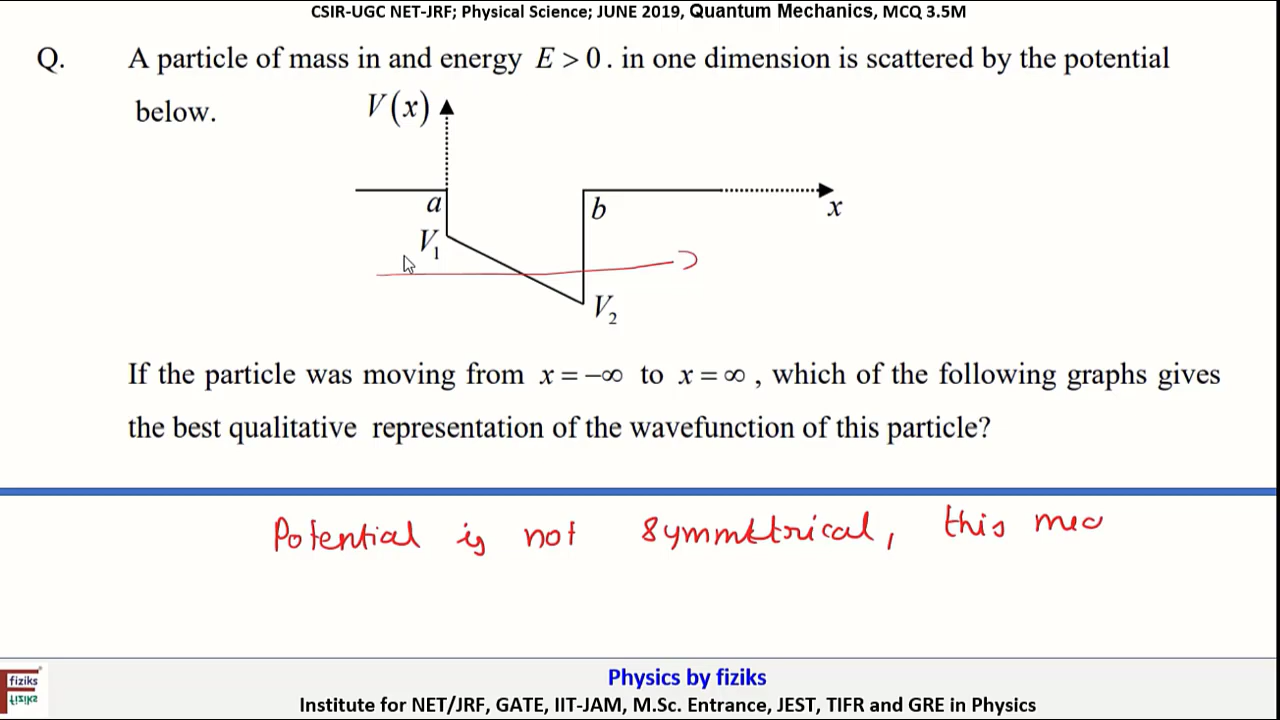 CSIR-UGC NET-JRF; Physical Science; JUNE 2019, Quantum Mechanics, MCQ 3.5M
Q. A particle of mass in and energy E > 0 . in one dimension is scattered by the potential
below.
V(x)
a
b
x
V₁
V₂
If the particle was moving from x = −∞ to x = ∞ , which of the following graphs gives
the best qualitative representation of the wavefunction of this particle?
Potential is not symmetrical, this mea
Physics by fiziks
fiziks
Institute for NET/JRF, GATE, IIT-JAM, M.Sc. Entrance, JEST, TIFR and GRE in Physics